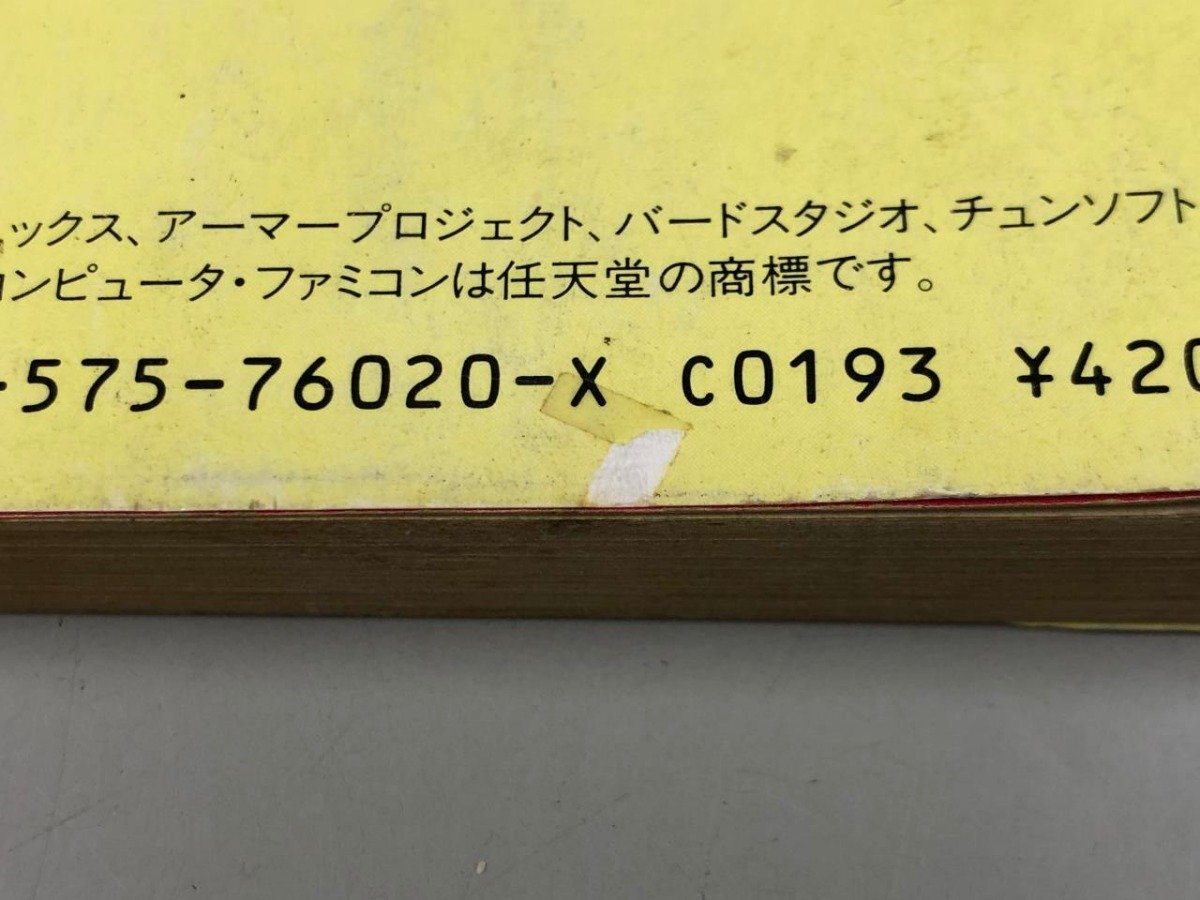 ックス、アーマープロジェクト、バードスタジオ、チュンソフト
コンピュータ・ファミコンは任天堂の商標です。
-575-76020-X C0193 ¥420